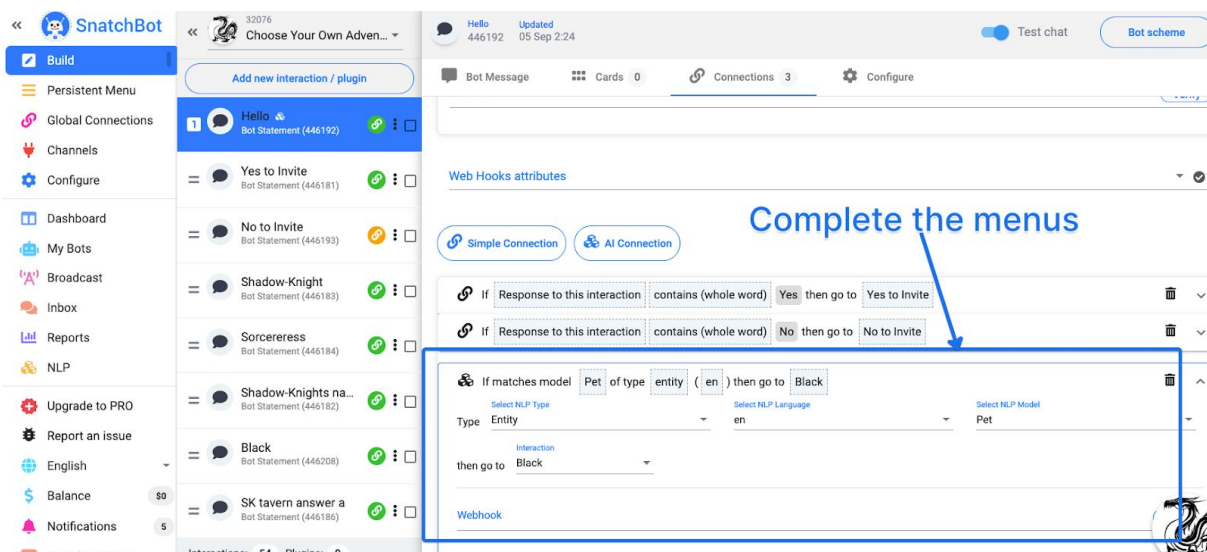 SnatchBot
Build
Persistent Menu
Global Connections
Channels
Configure
Dashboard
My Bots
Broadcast
Inbox
Reports
NLP
Upgrade to PRO
Report an issue
English
Balance $0
Notifications 5
32076
Choose Your Own Adven...
Add new interaction / plugin
1 Hello
Bot Statement (446192)
Yes to Invite
Bot Statement (446181)
No to Invite
Bot Statement (446193)
Shadow-Knight
Bot Statement (446183)
Sorcereress
Bot Statement (446184)
Shadow-Knights na...
Bot Statement (446182)
Black
Bot Statement (446208)
SK tavern answer a
Bot Statement (446186)
Interactions: 54 Plugins: 0
Hello Updated
446192 05 Sep 2:24
Test chat
Bot scheme
Bot Message
Cards 0
Connections 3
Configure
Verify
Web Hooks attributes
Complete the menus
Simple Connection
AI Connection
If Response to this interaction contains (whole word) Yes then go to Yes to Invite
If Response to this interaction contains (whole word) No then go to No to Invite
If matches model Pet of type entity ( en ) then go to Black
Select NLP Type Select NLP Language Select NLP Model
Type Entity en Pet
Interaction
then go to Black
Webhook